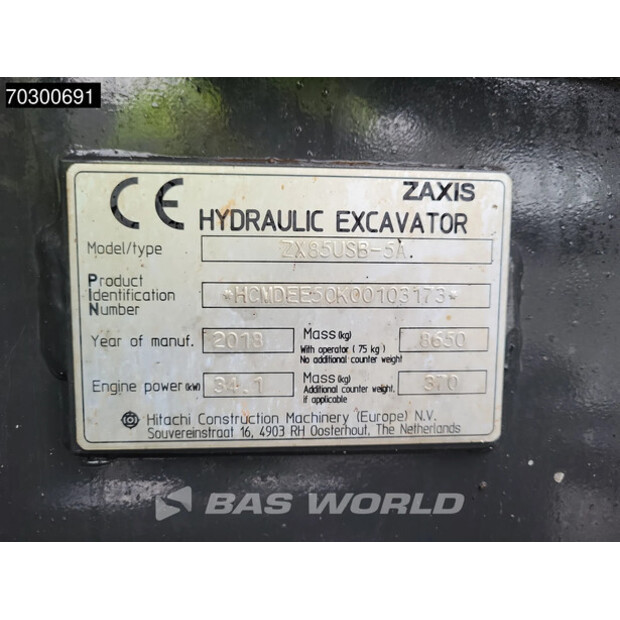 70300691
CE
ZAXIS
HYDRAULIC EXCAVATOR
Model/type ZX85USB-5A
Product
Identification *HCMDEE50K00103173*
Number
Year of manuf. 2018 Mass(kg) With operator (75 kg) No additional counter weight 8650
Engine power(kW) 34.1 Mass(kg) Additional counter weight, if applicable 370
Hitachi Construction Machinery (Europe) N.V.
Souvereinstraat 16, 4903 RH Oosterhout, The Netherlands
BAS WORLD